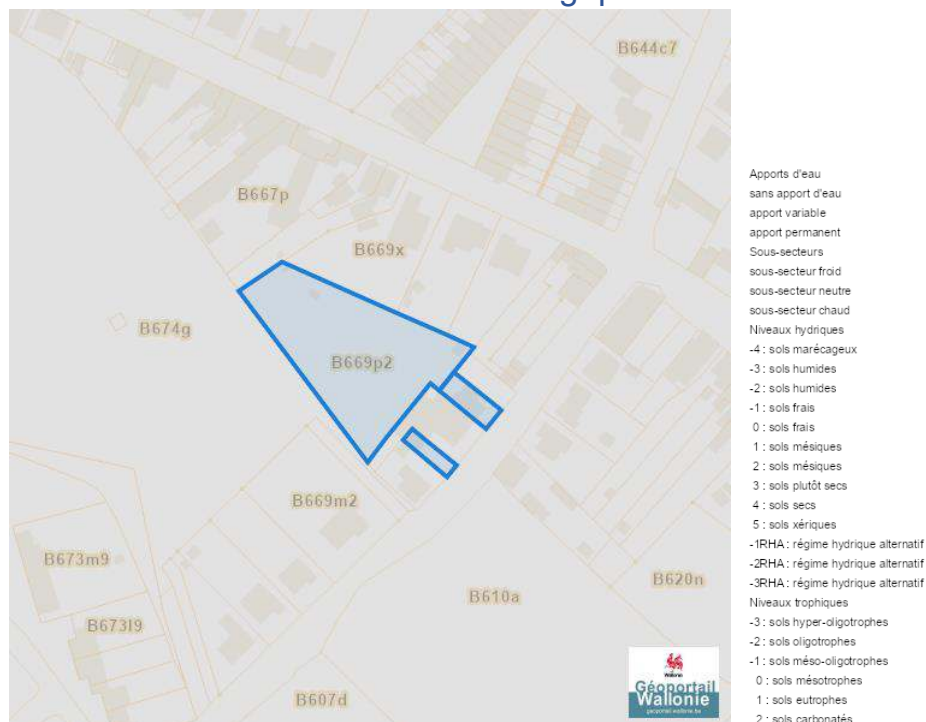 B644c7
B667p
B669x
B674g
B669p2
B669m2
B673m9
B620n
B610a
B673l9
B607d
Wallonie
Géoportail
Wallonie
geoportail.wallonie.be
Apports d'eau
sans apport d'eau
apport variable
apport permanent
Sous-secteurs
sous-secteur froid
sous-secteur neutre
sous-secteur chaud
Niveaux hydriques
-4 : sols marécageux
-3 : sols humides
-2 : sols humides
-1 : sols frais
0 : sols frais
1 : sols mésiques
2 : sols mésiques
3 : sols plutôt secs
4 : sols secs
5 : sols xériques
-1RHA : régime hydrique alternatif
-2RHA : régime hydrique alternatif
-3RHA : régime hydrique alternatif
Niveaux trophiques
-3 : sols hyper-oligotrophes
-2 : sols oligotrophes
-1 : sols méso-oligotrophes
0 : sols mésotrophes
1 : sols eutrophes
2 : sols carbonatés